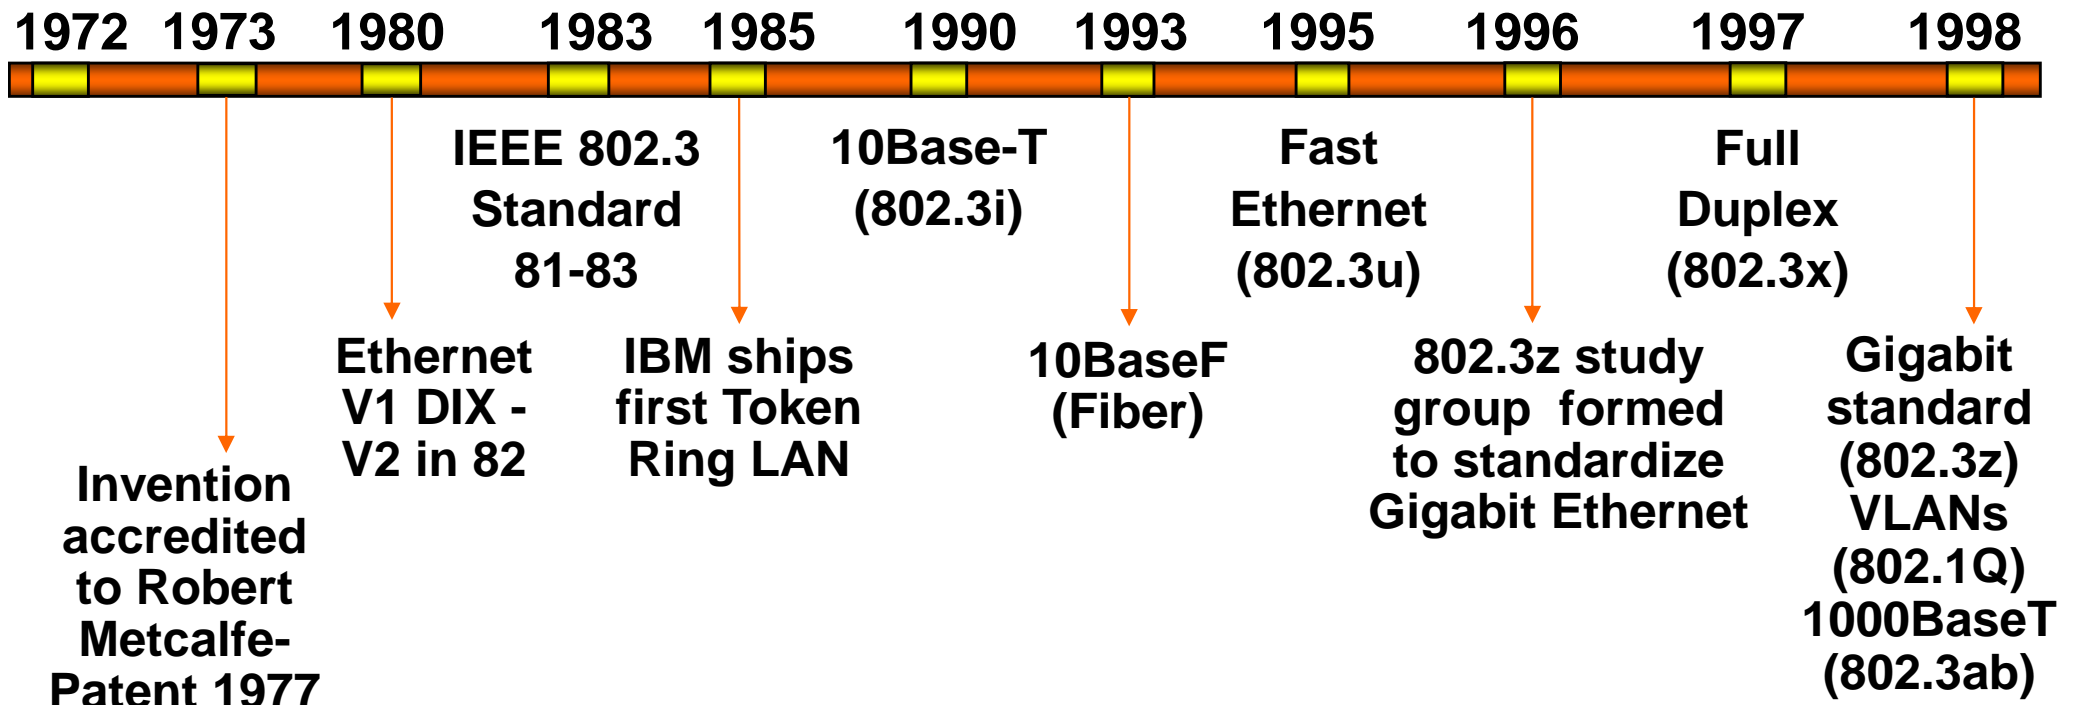 1972 1973 1980 1983 1985 1990 1993 1995 1996 1997 1998
IEEE 802.3
Standard
81-83
10Base-T
(802.3i)
Fast
Ethernet
(802.3u)
Full
Duplex
(802.3x)
Invention
accredited
to Robert
Metcalfe-
Patent 1977
Ethernet
V1 DIX -
V2 in 82
IBM ships
first Token
Ring LAN
10BaseF
(Fiber)
802.3z study
group formed
to standardize
Gigabit Ethernet
Gigabit
standard
(802.3z)
VLANs
(802.1Q)
1000BaseT
(802.3ab)